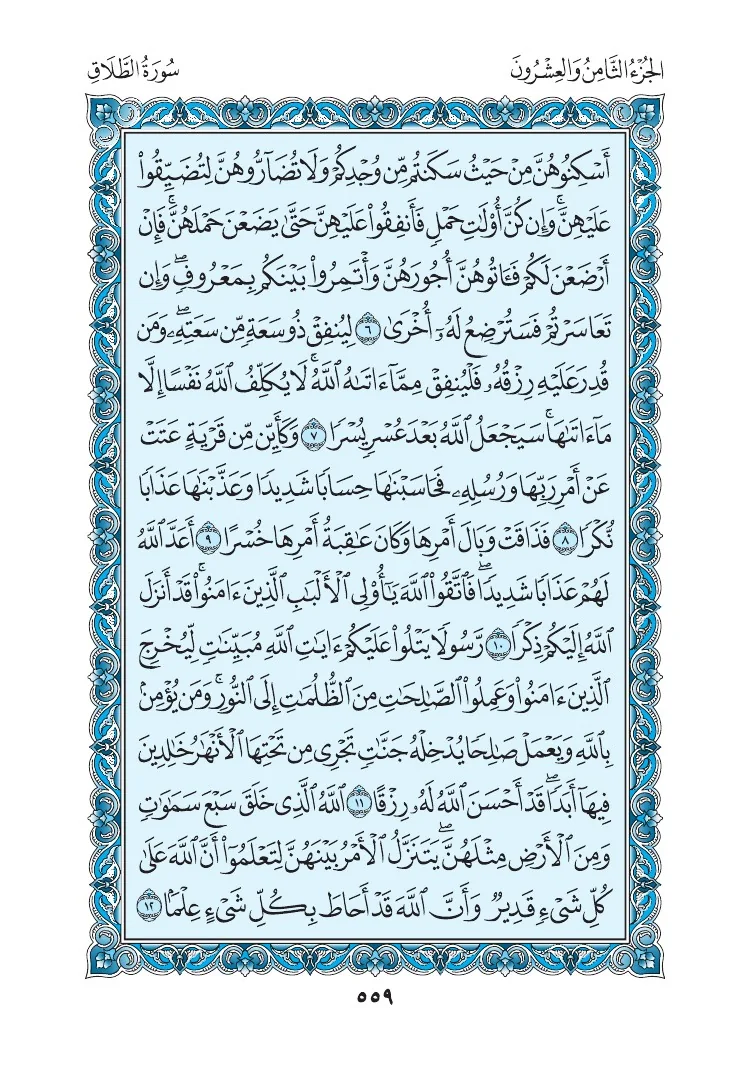 الجُزْءُ الثَّامِنُ وَالعِشْرُونَ
سُورَةُ الطَّلَاقِ
أَسْكِنُوهُنَّ مِنْ حَيْثُ سَكَنتُم مِّن وُجْدِكُمْ وَلَا تُضَآرُّوهُنَّ لِتُضَيِّقُوا۟
عَلَيْهِنَّ ۚ وَإِن كُنَّ أُو۟لَٰتِ حَمْلٍ فَأَنفِقُوا۟ عَلَيْهِنَّ حَتَّىٰ يَضَعْنَ حَمْلَهُنَّ ۚ فَإِنْ
أَرْضَعْنَ لَكُمْ فَـَٔاتُوهُنَّ أُجُورَهُنَّ وَأْتَمِرُوا۟ بَيْنَكُم بِمَعْرُوفٍ ۖ وَإِن
تَعَاسَرْتُمْ فَسَتُرْضِعُ لَهُۥٓ أُخْرَىٰ ٦ لِيُنفِقْ ذُو سَعَةٍ مِّن سَعَتِهِۦ ۖ وَمَن
قُدِرَ عَلَيْهِ رِزْقُهُۥ فَلْيُنفِقْ مِمَّآ ءَاتَىٰهُ ٱللَّهُ ۚ لَا يُكَلِّفُ ٱللَّهُ نَفْسًا إِلَّا
مَآ ءَاتَىٰهَا ۚ سَيَجْعَلُ ٱللَّهُ بَعْدَ عُسْرٍ يُسْرًا ٧ وَكَأَيِّن مِّن قَرْيَةٍ عَتَتْ
عَنْ أَمْرِ رَبِّهَا وَرُسُلِهِۦ فَحَاسَبْنَٰهَا حِسَابًا شَدِيدًا وَعَذَّبْنَٰهَا عَذَابًا
نُّكْرًا ٨ فَذَاقَتْ وَبَالَ أَمْرِهَا وَكَانَ عَٰقِبَةُ أَمْرِهَا خُسْرًا ٩ أَعَدَّ ٱللَّهُ
لَهُمْ عَذَابًا شَدِيدًا ۖ فَٱتَّقُوا۟ ٱللَّهَ يَٰٓأُو۟لِى ٱلْأَلْبَٰبِ ٱلَّذِينَ ءَامَنُوا۟ ۚ قَدْ أَنزَلَ
ٱللَّهُ إِلَيْكُمْ ذِكْرًا ١٠ رَّسُولًا يَتْلُوا۟ عَلَيْكُمْ ءَايَٰتِ ٱللَّهِ مُبَيِّنَٰتٍ لِّيُخْرِجَ
ٱلَّذِينَ ءَامَنُوا۟ وَعَمِلُوا۟ ٱلصَّٰلِحَٰتِ مِنَ ٱلظُّلُمَٰتِ إِلَى ٱلنُّورِ ۚ وَمَن يُؤْمِنۢ
بِٱللَّهِ وَيَعْمَلْ صَٰلِحًا يُدْخِلْهُ جَنَّٰتٍ تَجْرِى مِن تَحْتِهَا ٱلْأَنْهَٰرُ خَٰلِدِينَ
فِيهَآ أَبَدًا ۖ قَدْ أَحْسَنَ ٱللَّهُ لَهُۥ رِزْقًا ١١ ٱللَّهُ ٱلَّذِى خَلَقَ سَبْعَ سَمَٰوَٰتٍ
وَمِنَ ٱلْأَرْضِ مِثْلَهُنَّ ۖ يَتَنَزَّلُ ٱلْأَمْرُ بَيْنَهُنَّ لِتَعْلَمُوٓا۟ أَنَّ ٱللَّهَ عَلَىٰ
كُلِّ شَىْءٍ قَدِيرٌ وَأَنَّ ٱللَّهَ قَدْ أَحَاطَ بِكُلِّ شَىْءٍ عِلْمًۢا ١٢
٥٥٩